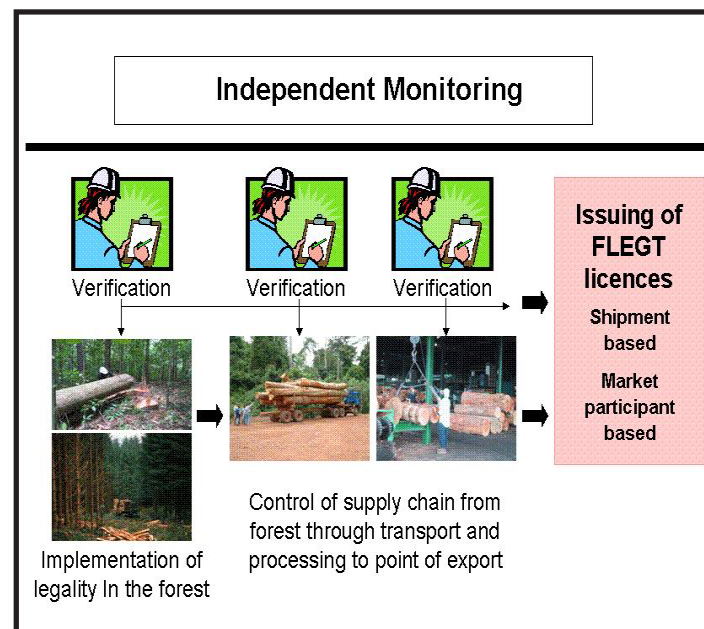 Independent Monitoring
Verification
Verification
Verification
Issuing of
FLEGT
licences
Shipment
based
Market
participant
based
Implementation of
legality In the forest
Control of supply chain from
forest through transport and
processing to point of export